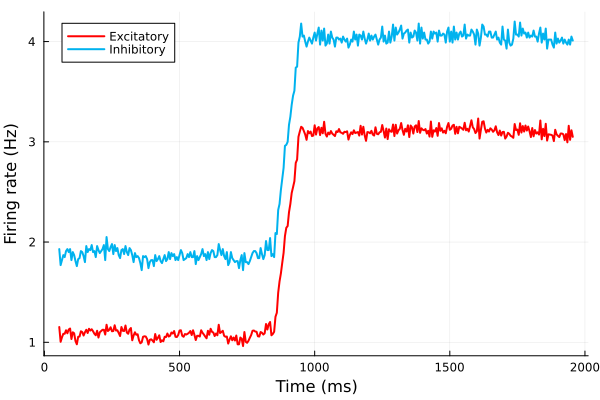 Excitatory
Inhibitory
Firing rate (Hz)
4
3
2
1
0 500 1000 1500 2000
Time (ms)